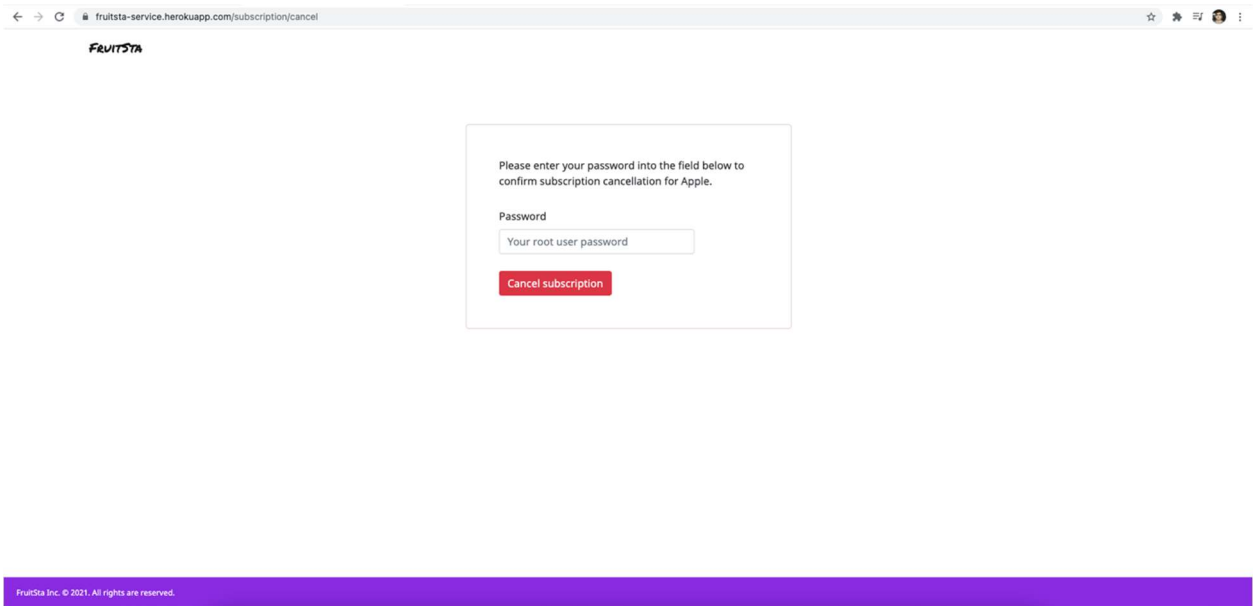 fruitsta-service.herokuapp.com/subscription/cancel
FRUITSTA
Please enter your password into the field below to
confirm subscription cancellation for Apple.
Password
Your root user password
Cancel subscription
FruitSta Inc. © 2021. All rights are reserved.